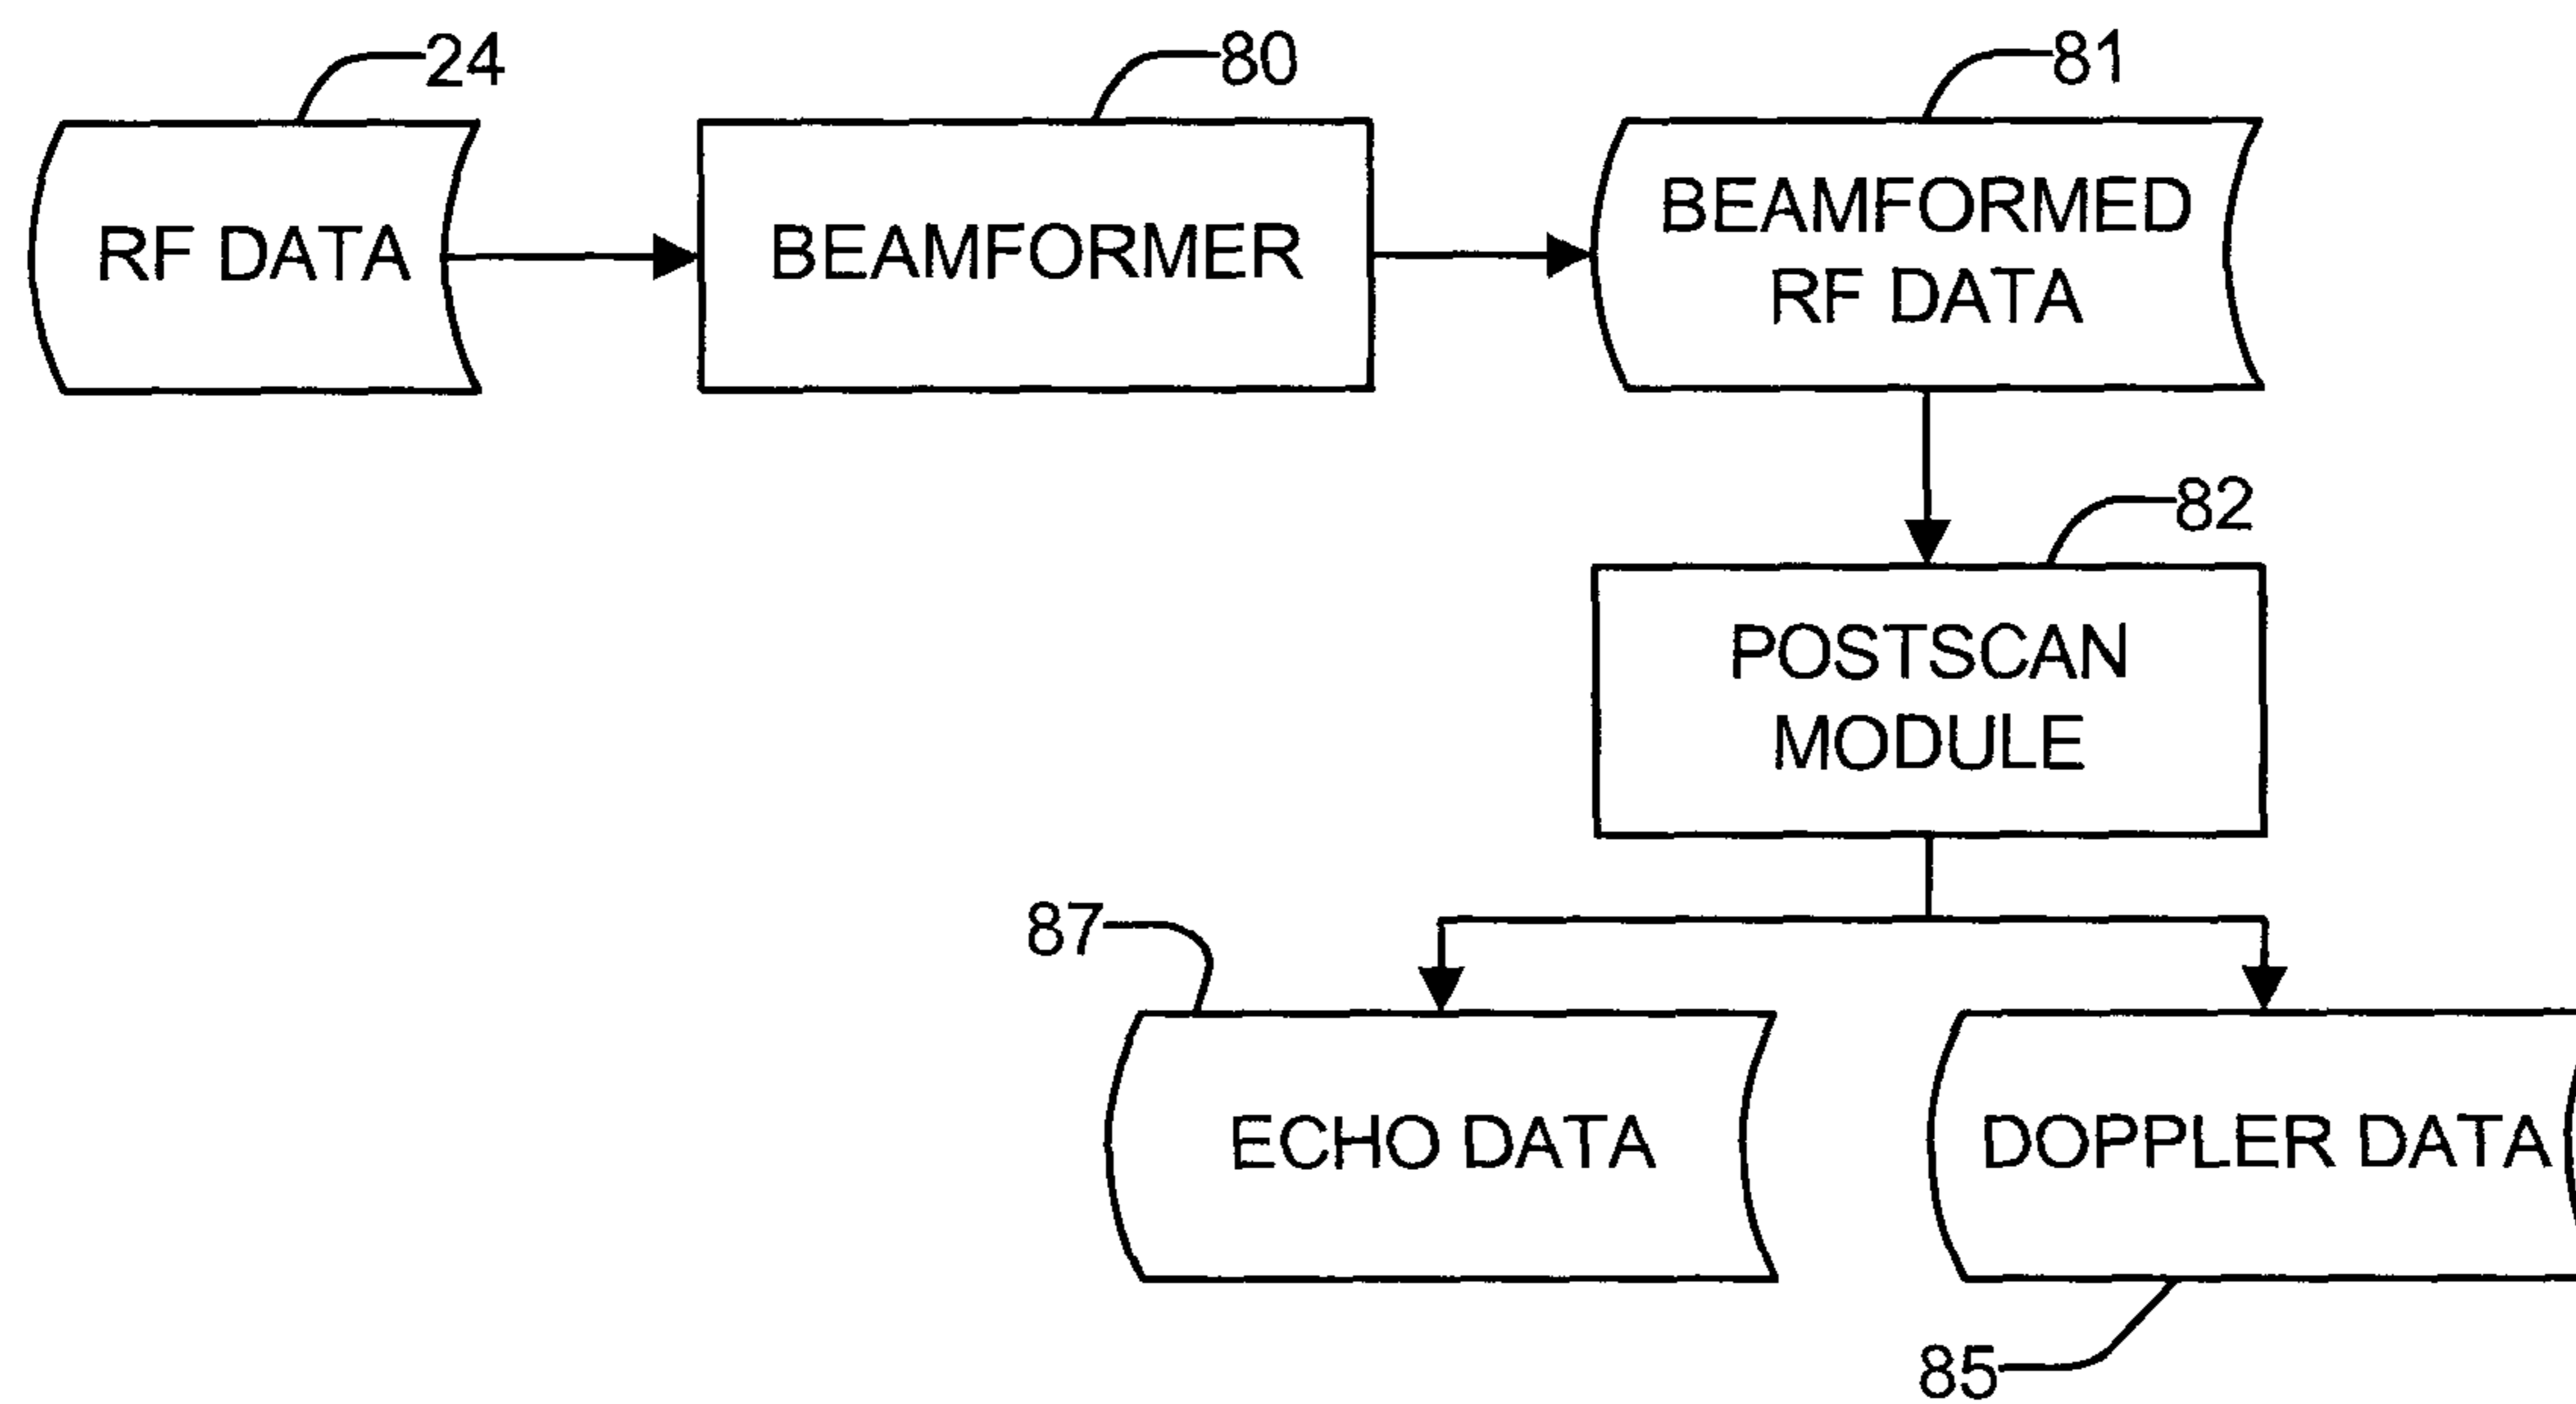 24
80
81
RF DATA
BEAMFORMER
BEAMFORMED
RF DATA
82
POSTSCAN
MODULE
87
ECHO DATA
DOPPLER DATA
85